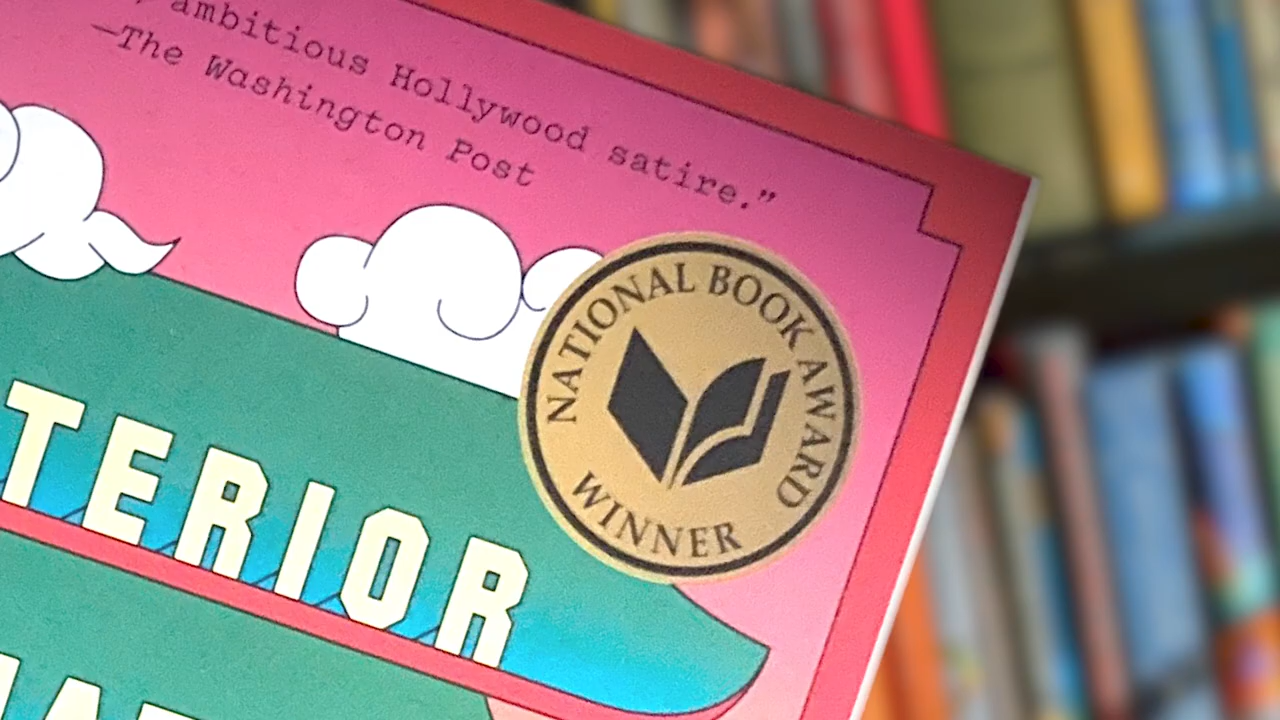 ambitious Hollywood satire.”
—The Washington Post
NATIONAL BOOK AWARD
WINNER
TERIOR